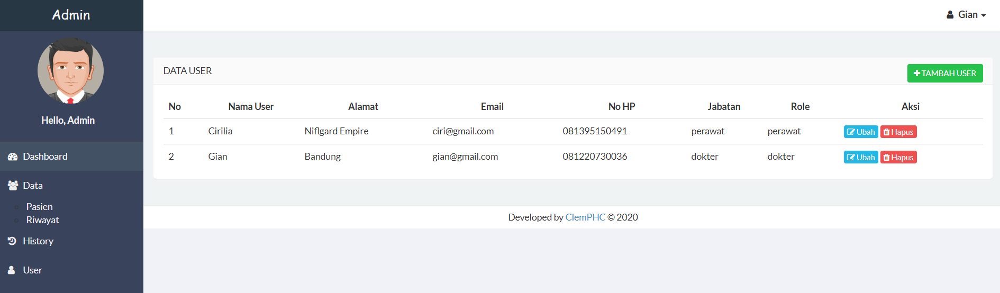 Admin
Gian
Hello, Admin
Dashboard
Data
Pasien
Riwayat
History
User
DATA USER
TAMBAH USER
No Nama User Alamat Email No HP Jabatan Role Aksi
1 Cirilia Niflgard Empire ciri@gmail.com 081395150491 perawat perawat Ubah Hapus
2 Gian Bandung gian@gmail.com 081220730036 dokter dokter Ubah Hapus
Developed by ClemPHC © 2020